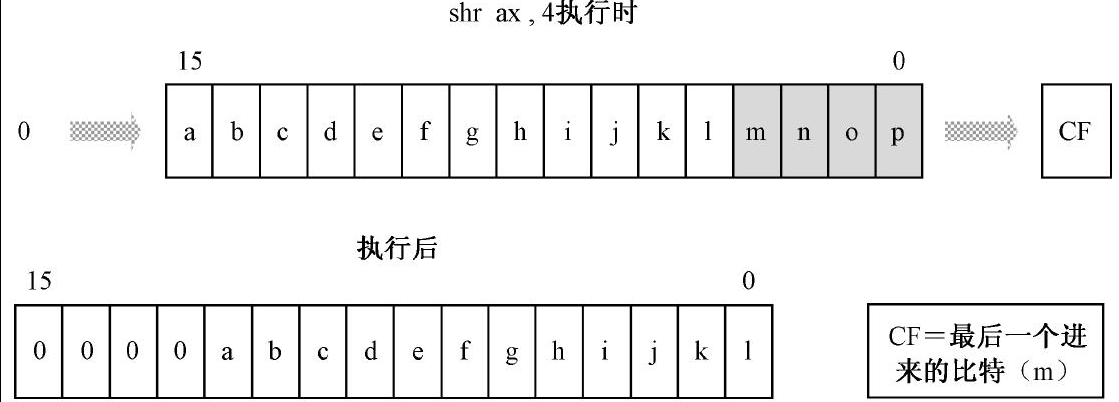 shr ax , 4执行时
15 0
0 a b c d e f g h i j k l m n o p CF
执行后
15 0
0 0 0 0 a b c d e f g h i j k l
CF＝最后一个进
来的比特（m）